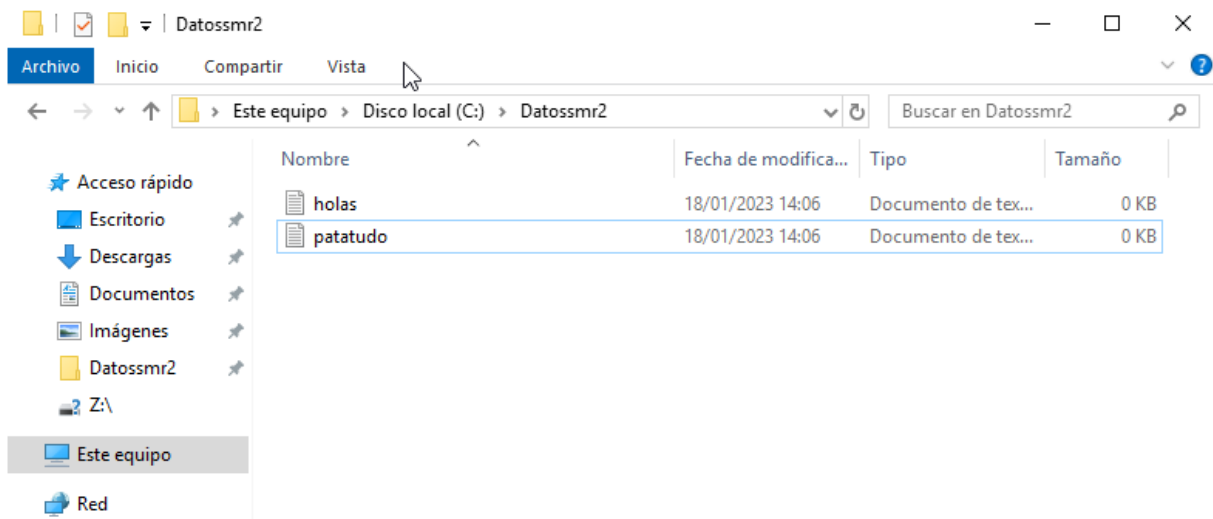 Datossmr2
Archivo Inicio Compartir Vista
Este equipo > Disco local (C:) > Datossmr2 Buscar en Datossmr2
Nombre Fecha de modifica... Tipo Tamaño
Acceso rápido
holas 18/01/2023 14:06 Documento de tex... 0 KB
Escritorio
patatudo 18/01/2023 14:06 Documento de tex... 0 KB
Descargas
Documentos
Imágenes
Datossmr2
Z:\
Este equipo
Red